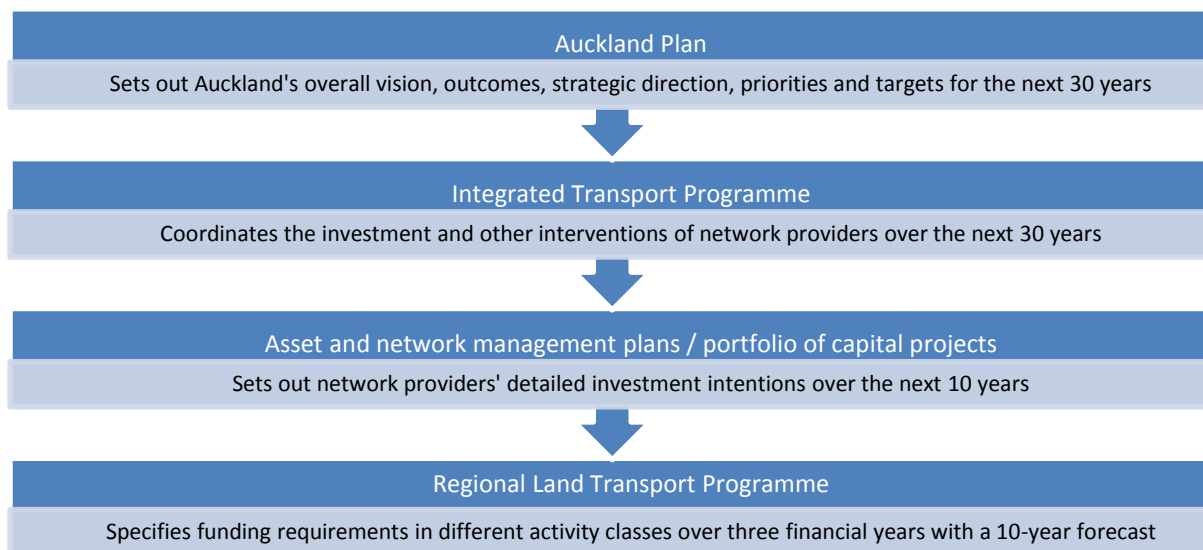 Auckland Plan
Sets out Auckland's overall vision, outcomes, strategic direction, priorities and targets for the next 30 years
Integrated Transport Programme
Coordinates the investment and other interventions of network providers over the next 30 years
Asset and network management plans / portfolio of capital projects
Sets out network providers' detailed investment intentions over the next 10 years
Regional Land Transport Programme
Specifies funding requirements in different activity classes over three financial years with a 10-year forecast